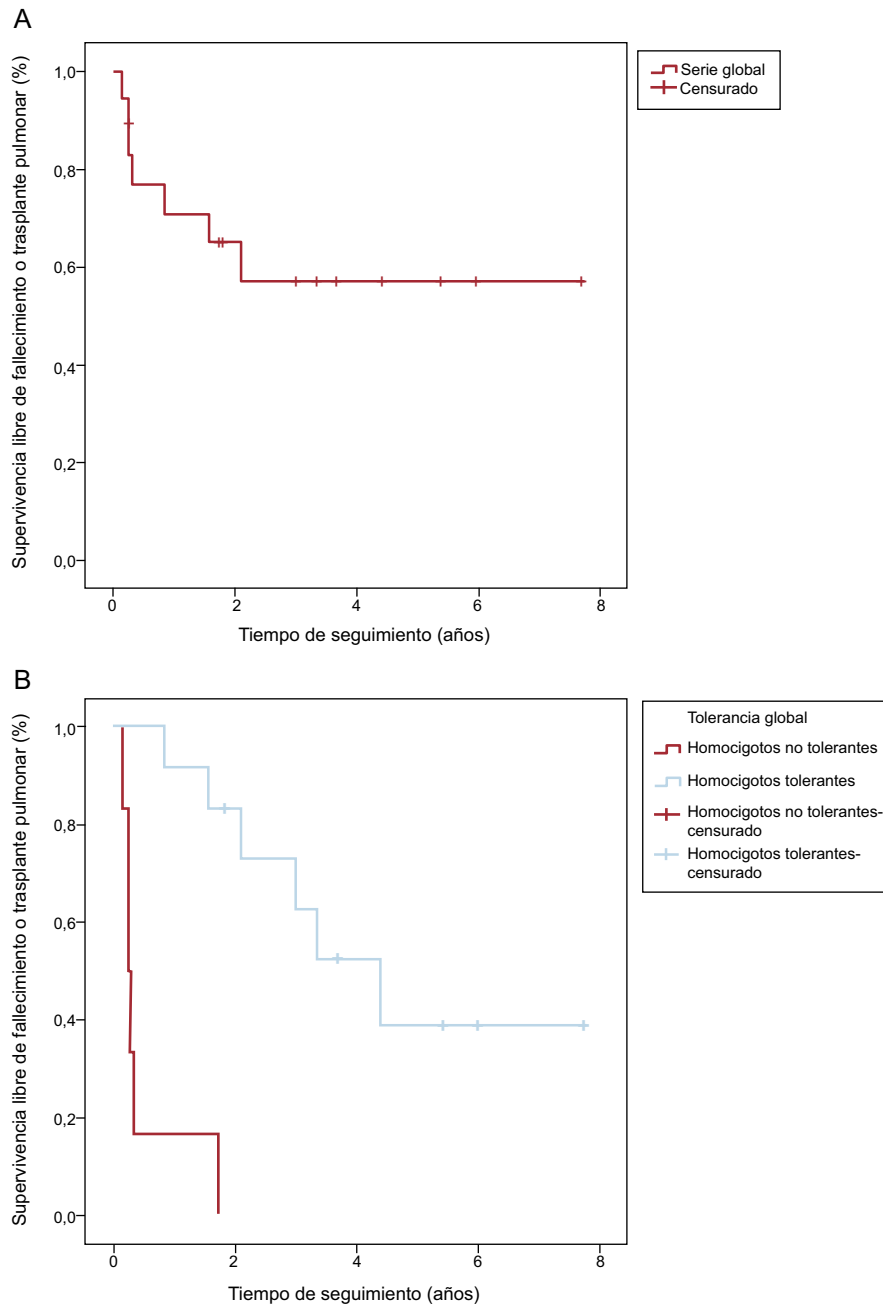 A
Supervivencia libre de fallecimiento o trasplante pulmonar (%)
1,0
0,8
0,6
0,4
0,2
0,0
0
2
4
6
8
Tiempo de seguimiento (años)
Serie global
Censurado
B
Supervivencia libre de fallecimiento o trasplante pulmonar (%)
1,0
0,8
0,6
0,4
0,2
0,0
0
2
4
6
8
Tiempo de seguimiento (años)
Tolerancia global
Homocigotos no tolerantes
Homocigotos tolerantes
Homocigotos no tolerantes-
censurado
Homocigotos tolerantes-
censurado